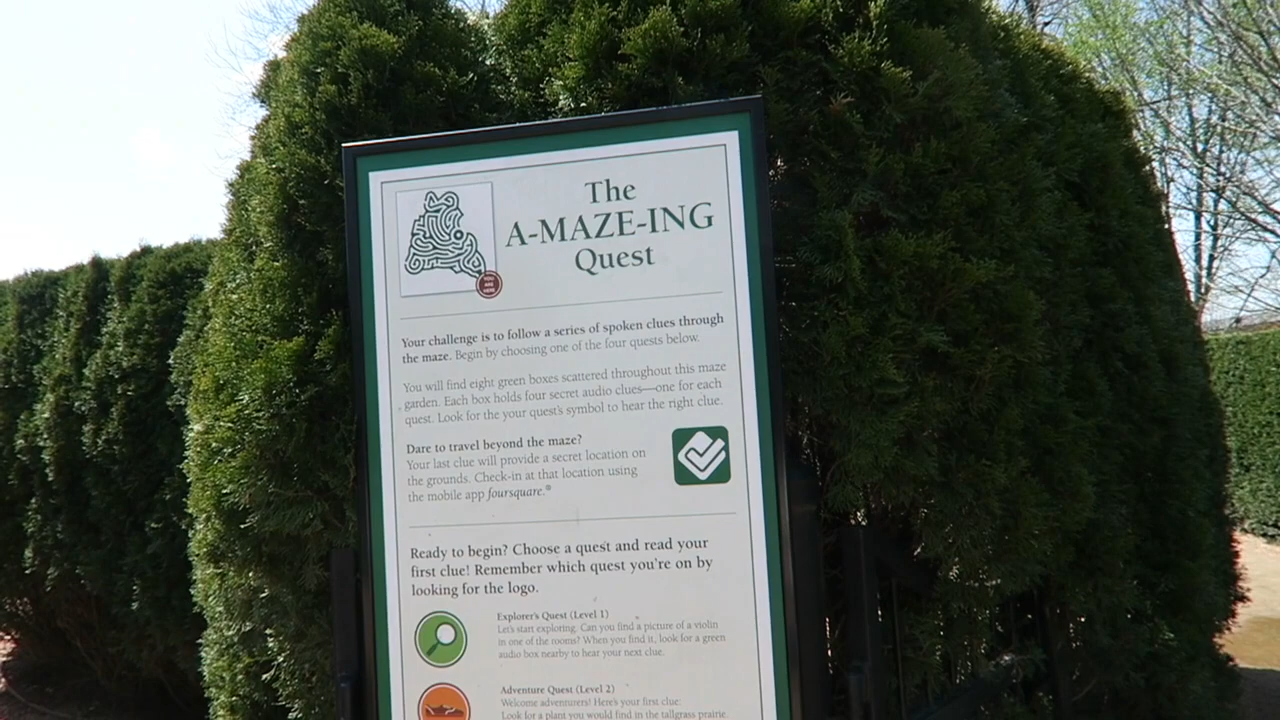 The
A-MAZE-ING
Quest
YOU
ARE
HERE
Your challenge is to follow a series of spoken clues through
the maze. Begin by choosing one of the four quests below.
You will find eight green boxes scattered throughout this maze
garden. Each box holds four secret audio clues—one for each
quest. Look for the your quest's symbol to hear the right clue.
Dare to travel beyond the maze?
Your last clue will provide a secret location on
the grounds. Check-in at that location using
the mobile app foursquare.®
Ready to begin? Choose a quest and read your
first clue! Remember which quest you're on by
looking for the logo.
Explorer's Quest (Level 1)
Let's start exploring. Can you find a picture of a violin
in one of the rooms? When you find it, look for a green
audio box nearby to hear your next clue.
Adventure Quest (Level 2)
Welcome adventurers! Here's your first clue:
Look for a plant you would find in the tallgrass prairie.